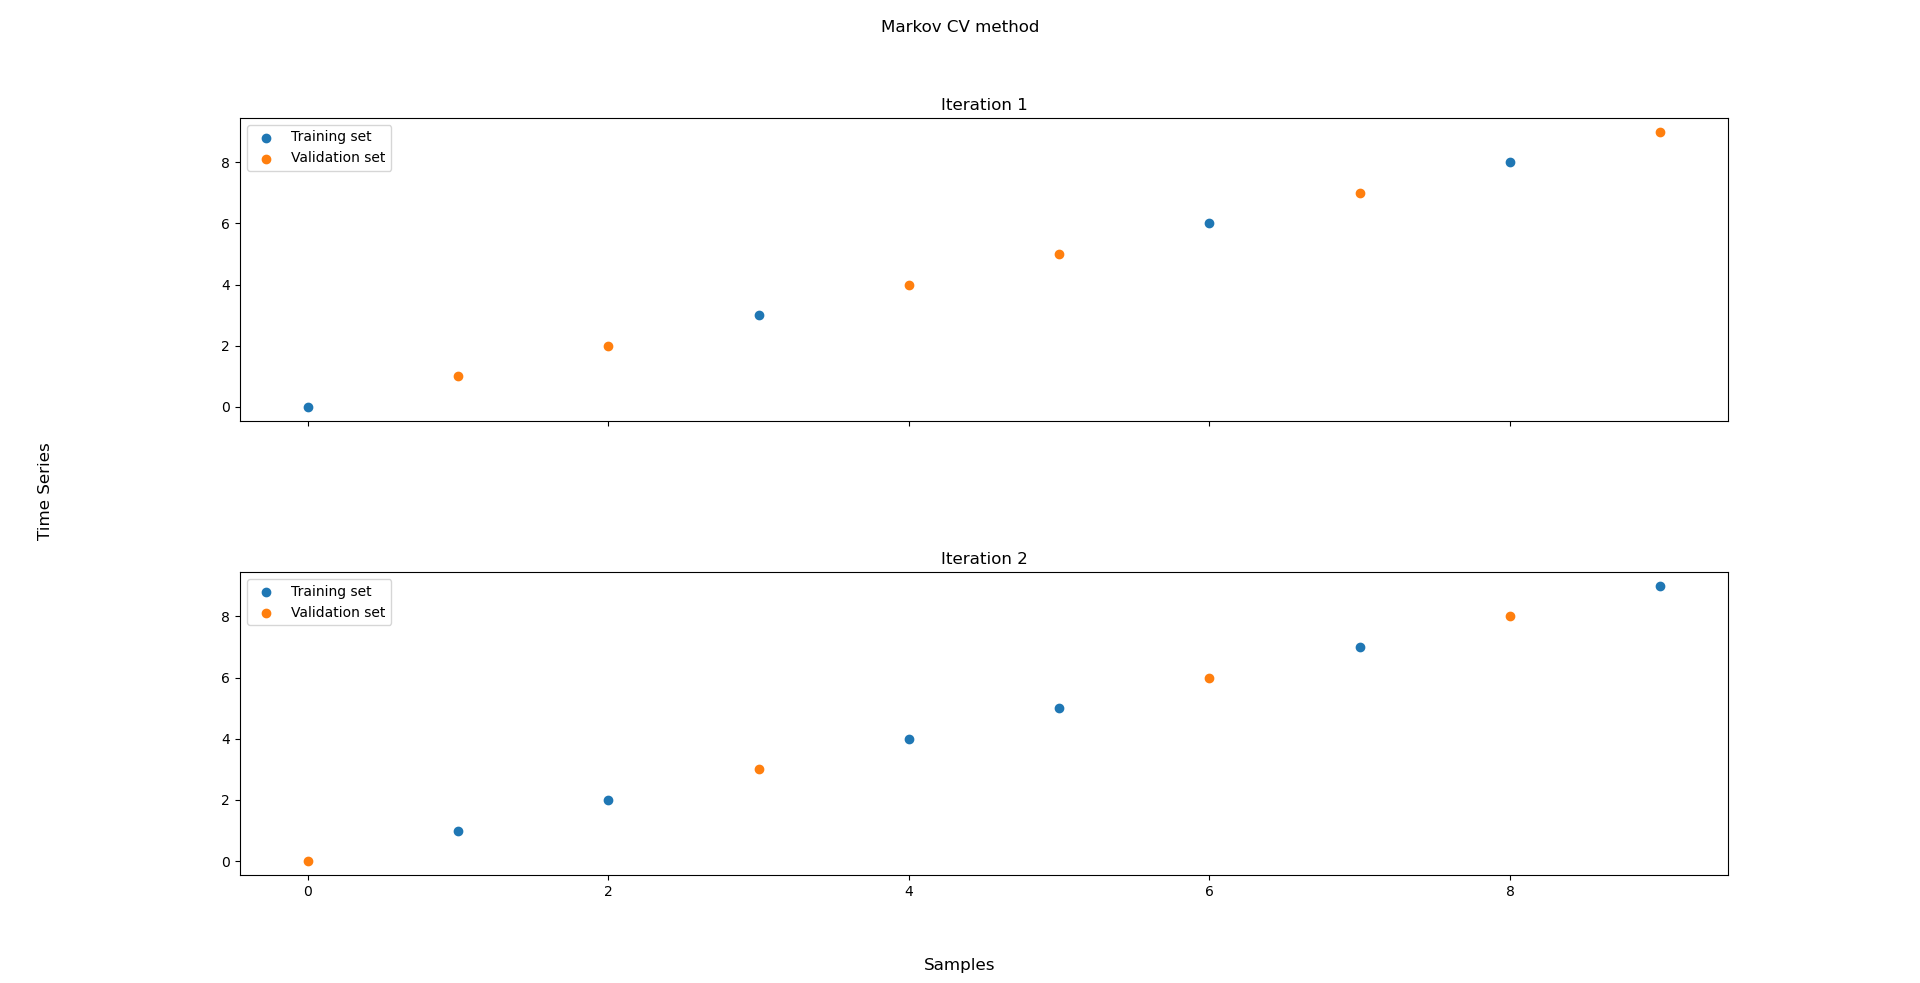 Markov CV method
Iteration 1
Training set
Validation set
8
6
4
2
0
Time Series
Iteration 2
Training set
Validation set
8
6
4
2
0
0 2 4 6 8
Samples